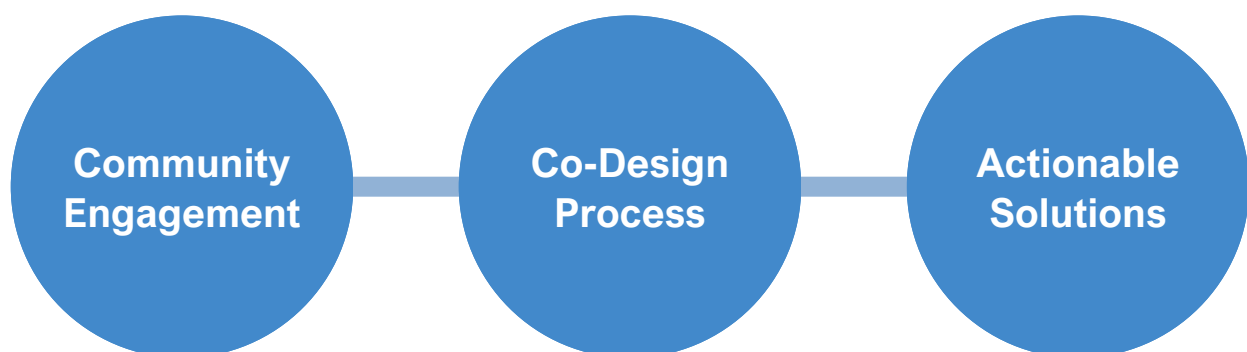 Community
Engagement
Co-Design
Process
Actionable
Solutions